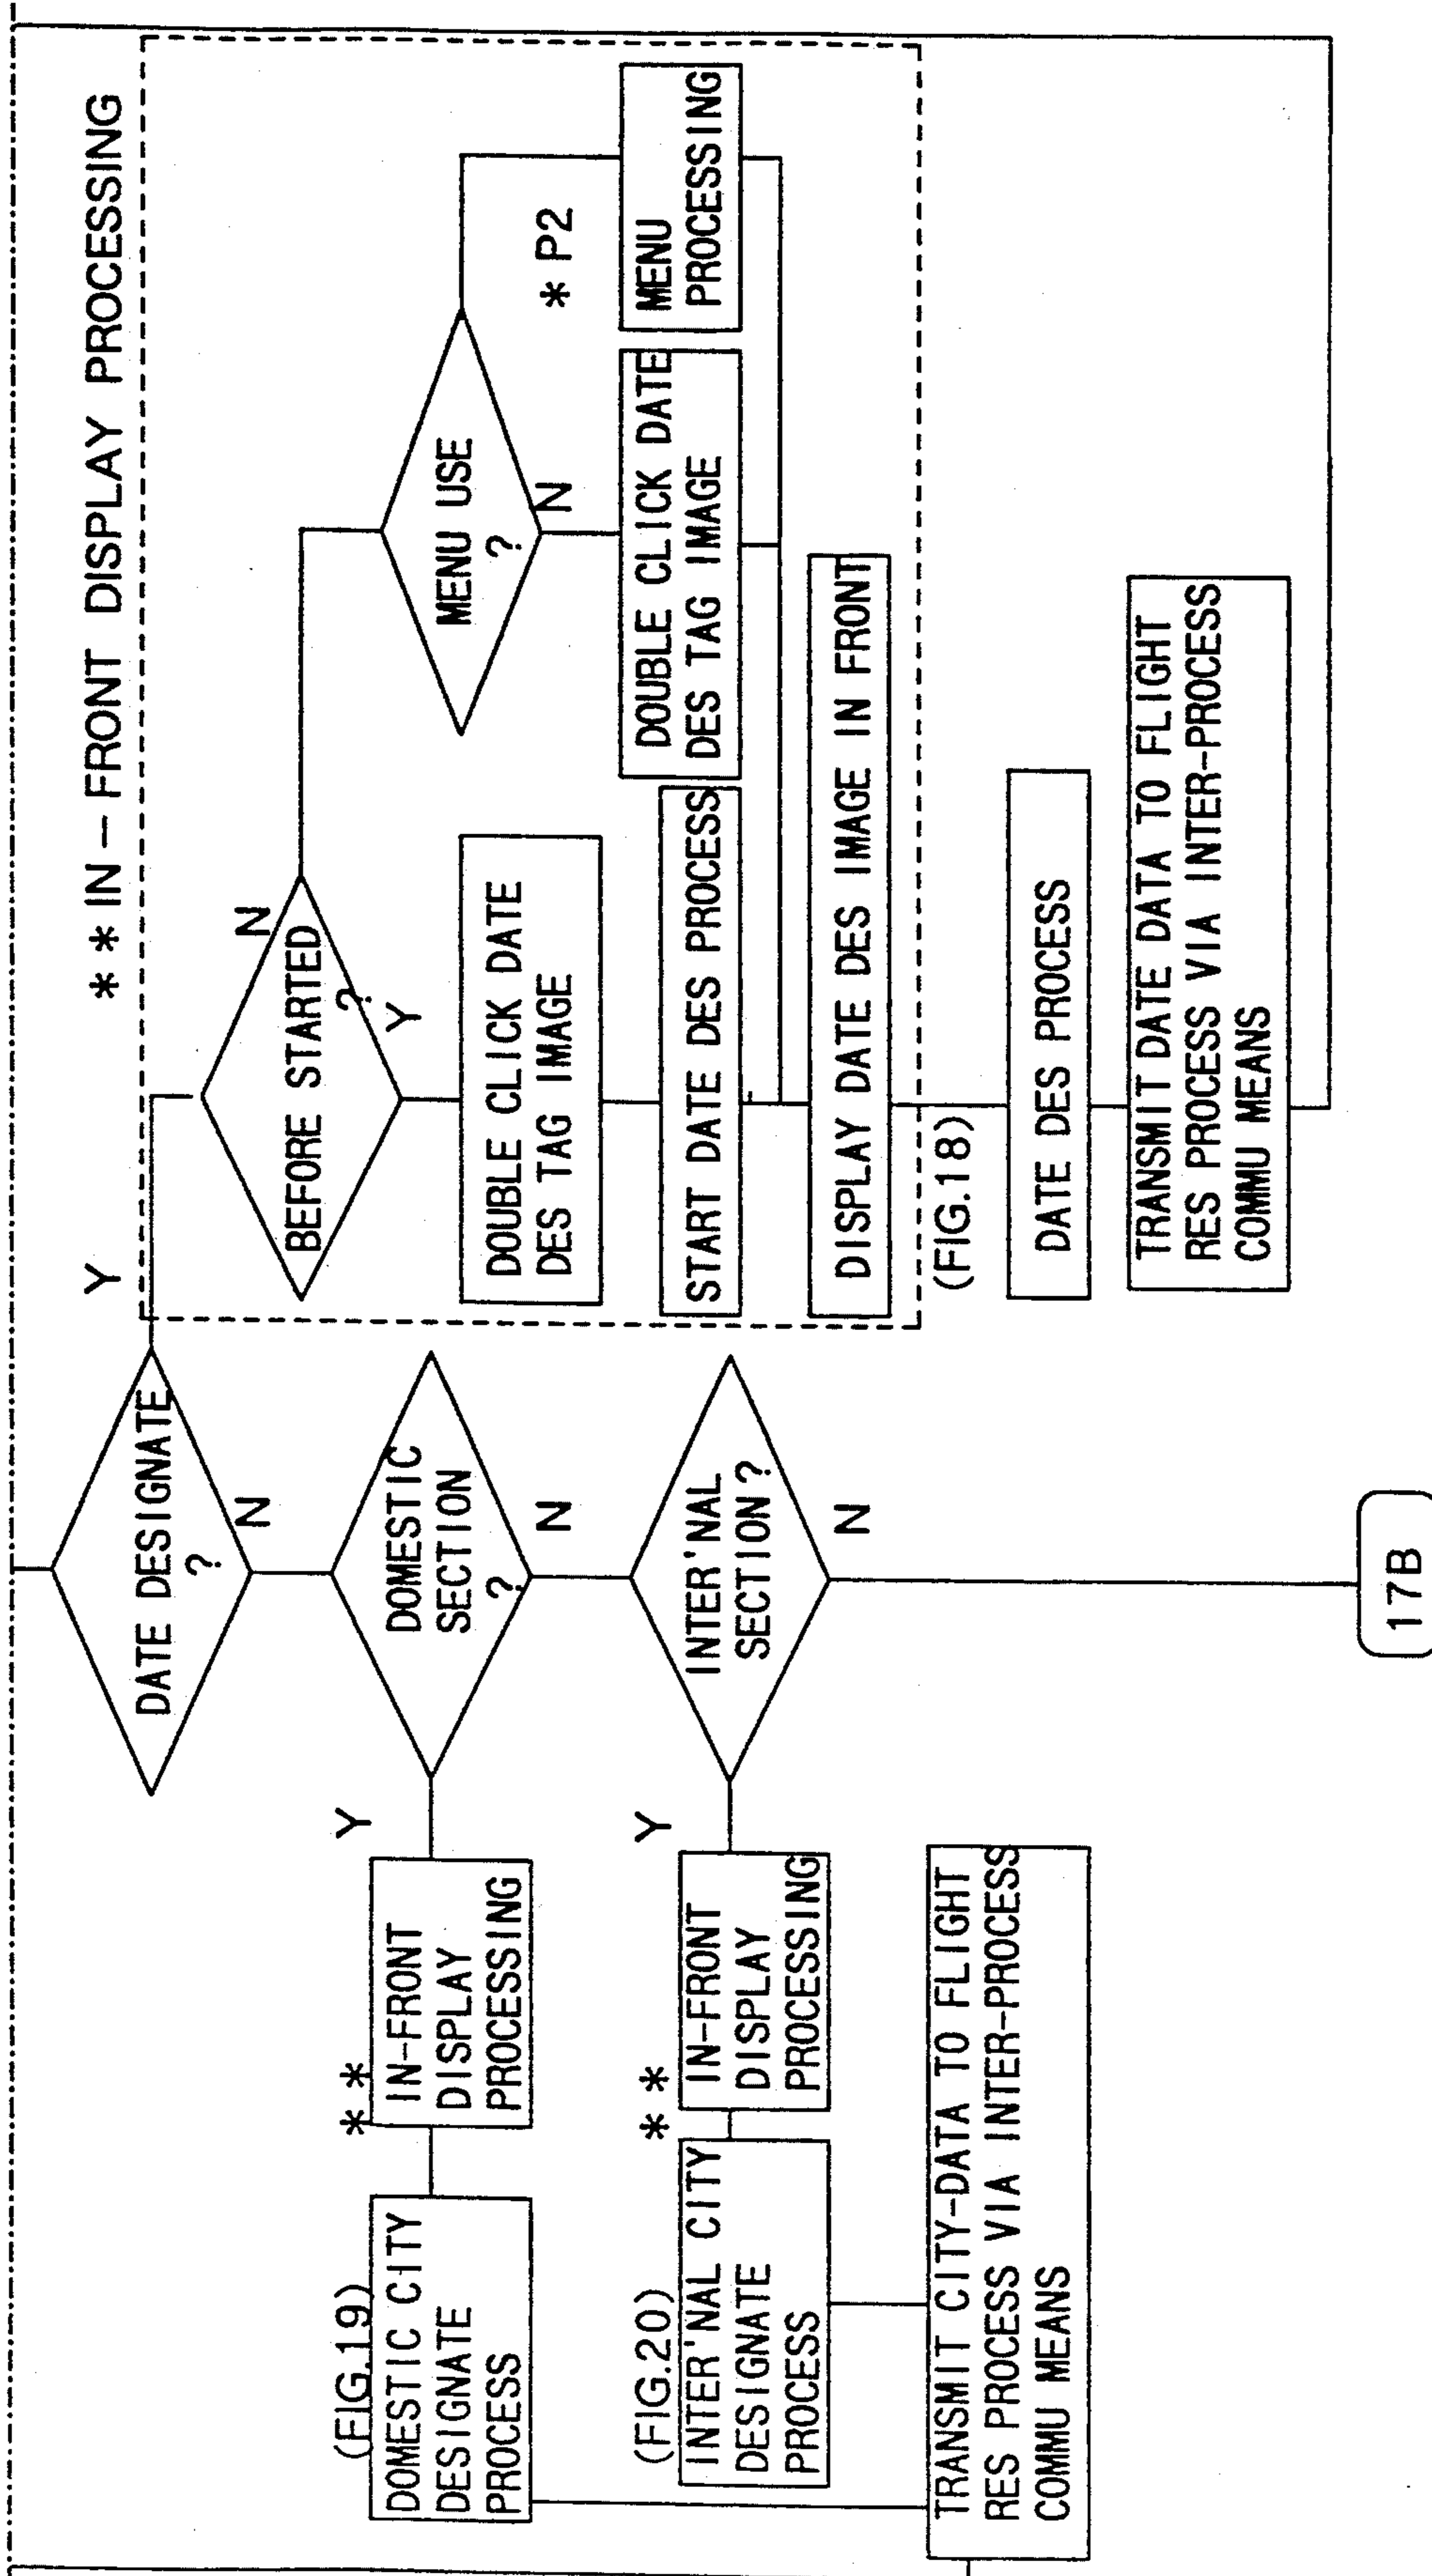 * * IN-FRONT DISPLAY PROCESSING
Y
DATE DESIGNATE
?
N
BEFORE STARTED
?
N
Y
MENU USE
?
N
* P2
DOUBLE CLICK DATE
DES TAG IMAGE
START DATE DES PROCESS
DOUBLE CLICK DATE
DES TAG IMAGE
MENU
PROCESSING
DISPLAY DATE DES IMAGE IN FRONT
(FIG.18)
DATE DES PROCESS
TRANSMIT DATE DATA TO FLIGHT
RES PROCESS VIA INTER-PROCESS
COMMU MEANS
DOMESTIC
SECTION
?
Y
N
* *
IN-FRONT
DISPLAY
PROCESSING
(FIG.19)
DOMESTIC CITY
DESIGNATE
PROCESS
INTER'NAL
SECTION?
Y
N
* *
IN-FRONT
DISPLAY
PROCESSING
(FIG.20)
INTER'NAL CITY
DESIGNATE
PROCESS
TRANSMIT CITY-DATA TO FLIGHT
RES PROCESS VIA INTER-PROCESS
COMMU MEANS
17B